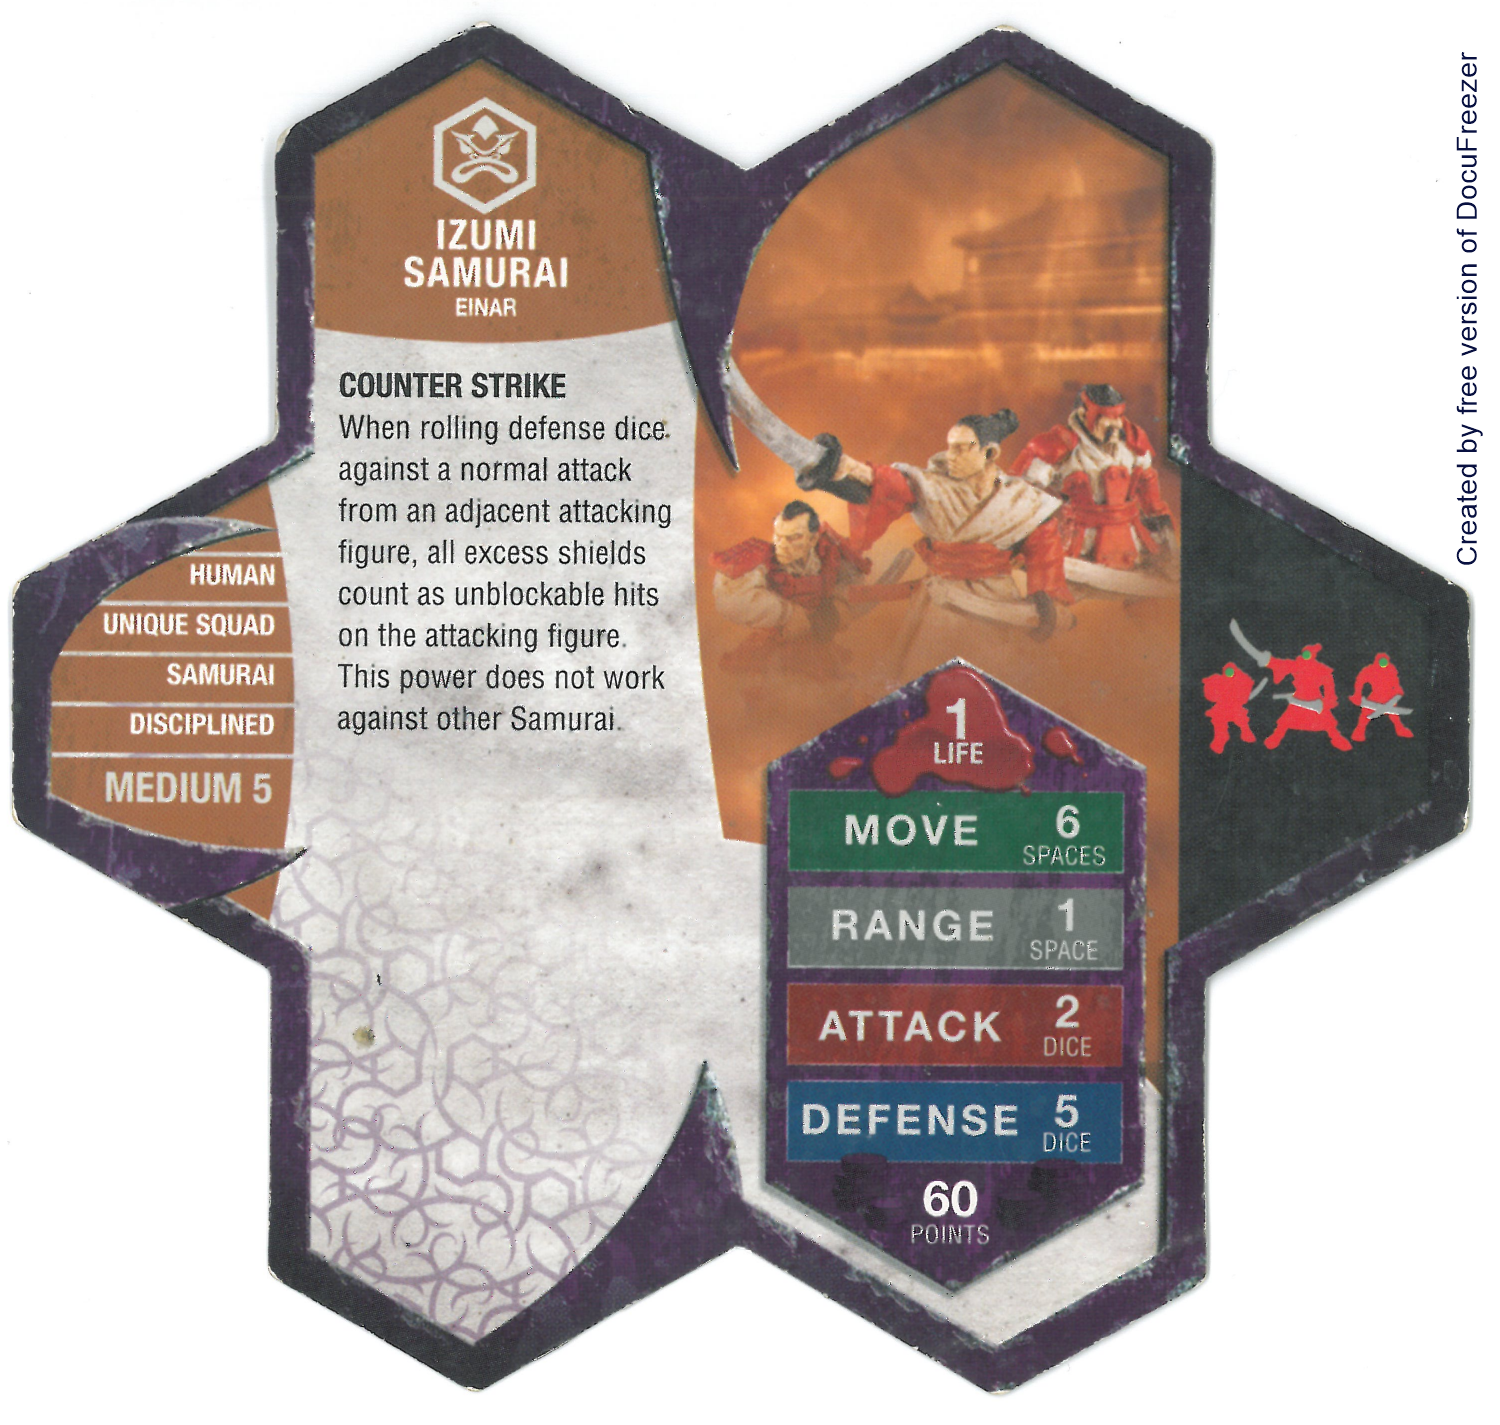 IZUMI
SAMURAI
EINAR
COUNTER STRIKE
When rolling defense dice
against a normal attack
from an adjacent attacking
figure, all excess shields
count as unblockable hits
on the attacking figure.
This power does not work
against other Samurai.
HUMAN
UNIQUE SQUAD
SAMURAI
DISCIPLINED
MEDIUM 5
1
LIFE
MOVE 6
SPACES
RANGE 1
SPACE
ATTACK 2
DICE
DEFENSE 5
DICE
60
POINTS
Created by free version of DocuFreezer